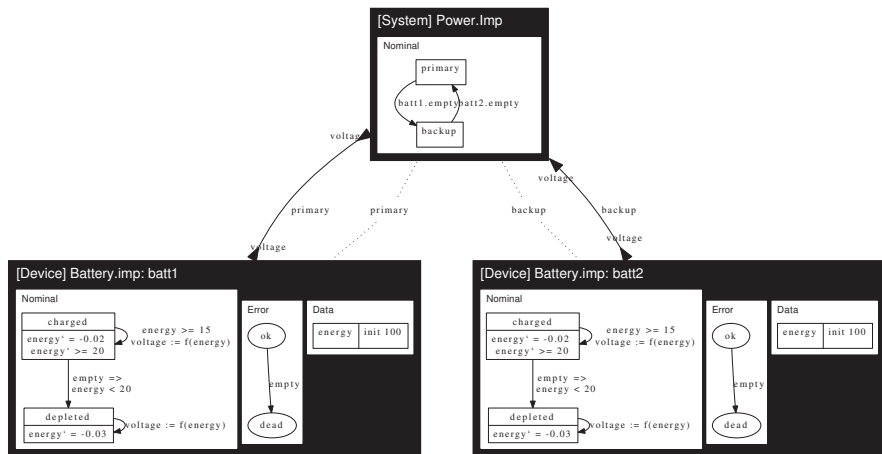 [System] Power.Imp
Nominal
primary
batt1.empty batt2.empty
backup
voltage
voltage
primary
primary
backup
backup
voltage
voltage
[Device] Battery.imp: batt1
Nominal
charged
energy‘ = -0.02
energy‘ >= 20
energy >= 15
voltage := f(energy)
empty =>
energy < 20
depleted
energy‘ = -0.03
voltage := f(energy)
Error
ok
empty
dead
Data
energy init 100
[Device] Battery.imp: batt2
Nominal
charged
energy‘ = -0.02
energy‘ >= 20
energy >= 15
voltage := f(energy)
empty =>
energy < 20
depleted
energy‘ = -0.03
voltage := f(energy)
Error
ok
empty
dead
Data
energy init 100